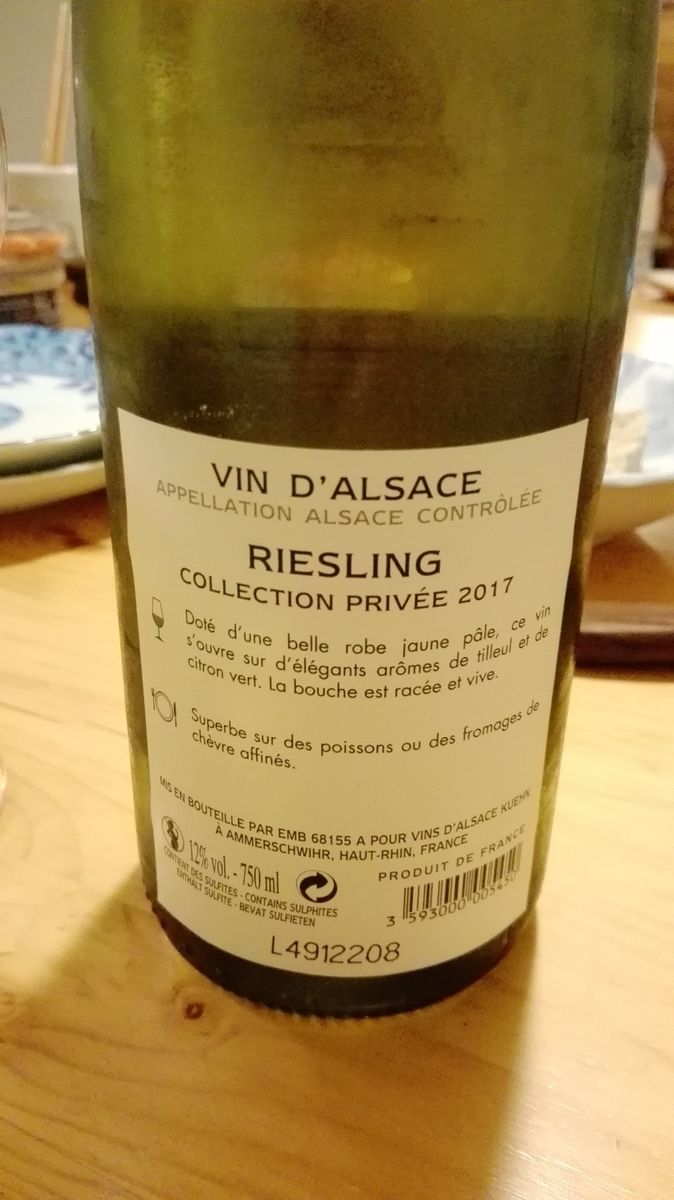 VIN D'ALSACE
APPELLATION ALSACE CONTRÔLÉE
RIESLING
COLLECTION PRIVÉE 2017
Doté d'une belle robe jaune pâle, ce vin
s'ouvre sur d'élégants arômes de tilleul et de
citron vert. La bouche est racée et vive.
Superbe sur des poissons ou des fromages de
chèvre affinés.
MIS EN BOUTEILLE PAR EMB 68155 A POUR VINS D'ALSACE KUEHN
À AMMERSCHWIHR, HAUT-RHIN, FRANCE
12% vol. - 750 ml
CONTIENT DES SULFITES - CONTAINS SULPHITES
ENTHÄLT SULFITE - BEVAT SULFIETEN
PRODUIT DE FRANCE
3 593000 005450
L4912208